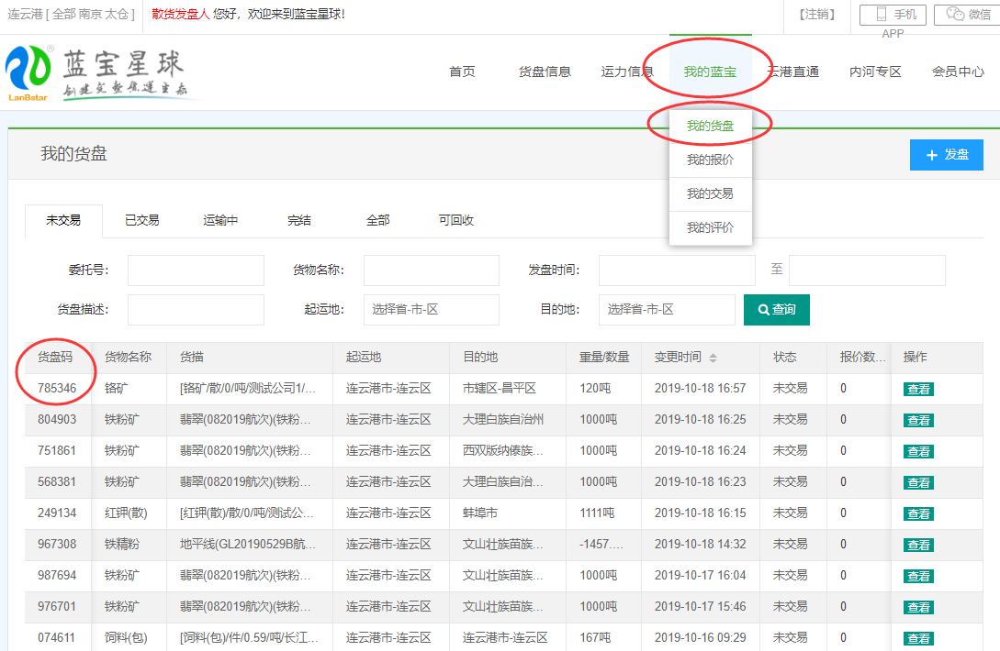 连云港 [ 全部 南京 太仓 ] 散货发盘人 您好，欢迎来到蓝宝星球! 【注销】 手机APP 微信
蓝宝星球
LanBstar
首页 货盘信息 运力信息 我的蓝宝 云港直通 内河专区 会员中心
我的货盘
我的报价
我的交易
我的评价
我的货盘 + 发盘
未交易 已交易 运输中 完结 全部 可回收
委托号: 货物名称: 发盘时间: 至
货盘描述: 起运地: 选择省-市-区 目的地: 选择省-市-区 查询
货盘码 货物名称 货描 起运地 目的地 重量/数量 变更时间 状态 报价数... 操作
785346 铬矿 [铬矿/散/0/吨/测试公司1/... 连云港市-连云区 市辖区-昌平区 120吨 2019-10-18 16:57 未交易 0 查看
804903 铁粉矿 翡翠(082019航次)(铁粉... 连云港市-连云区 大理白族自治州 1000吨 2019-10-18 16:25 未交易 0 查看
751861 铁粉矿 翡翠(082019航次)(铁粉... 连云港市-连云区 西双版纳傣族... 1000吨 2019-10-18 16:24 未交易 0 查看
568381 铁粉矿 翡翠(082019航次)(铁粉... 连云港市-连云区 大理白族自治... 1000吨 2019-10-18 16:23 未交易 0 查看
249134 红钾(散) [红钾(散)/散/0/吨/测试公... 连云港市-连云区 蚌埠市 1111吨 2019-10-18 16:15 未交易 0 查看
967308 铁精粉 地平线(GL20190529B航... 连云港市-连云区 文山壮族苗族... -1457.... 2019-10-18 14:32 未交易 0 查看
987694 铁粉矿 翡翠(082019航次)(铁粉... 连云港市-连云区 文山壮族苗族... 1000吨 2019-10-17 16:04 未交易 0 查看
976701 铁粉矿 翡翠(082019航次)(铁粉... 连云港市-连云区 文山壮族苗族... 1000吨 2019-10-17 15:46 未交易 0 查看
074611 饲料(包) [饲料(包)/件/0.59/吨/长江... 连云港市-连云区 连云港市-连云区 167吨 2019-10-16 09:29 未交易 0 查看